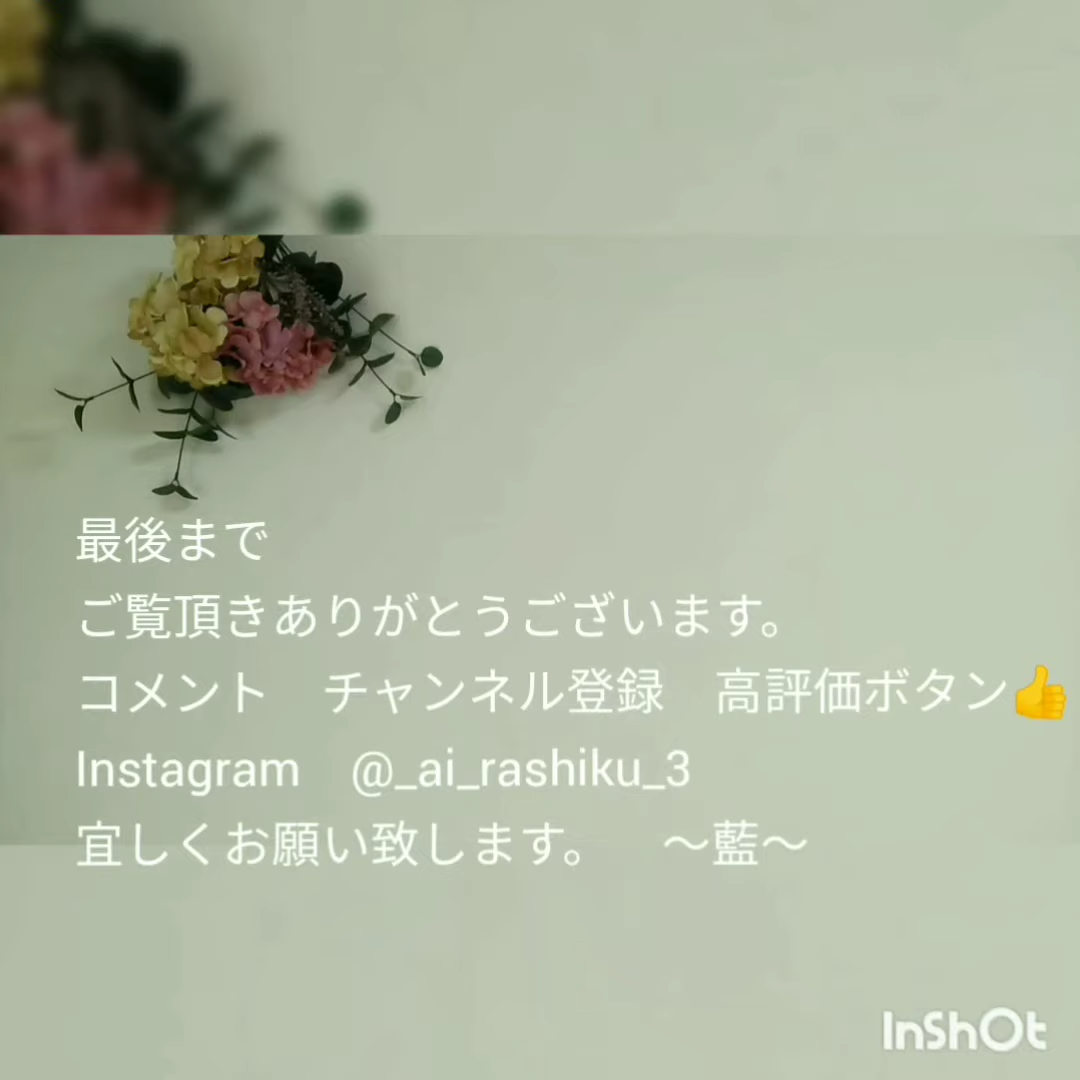 最後まで
ご覧頂きありがとうございます。
コメント　チャンネル登録　高評価ボタン👍
Instagram　@_ai_rashiku_3
宜しくお願い致します。　～藍～
InShOt